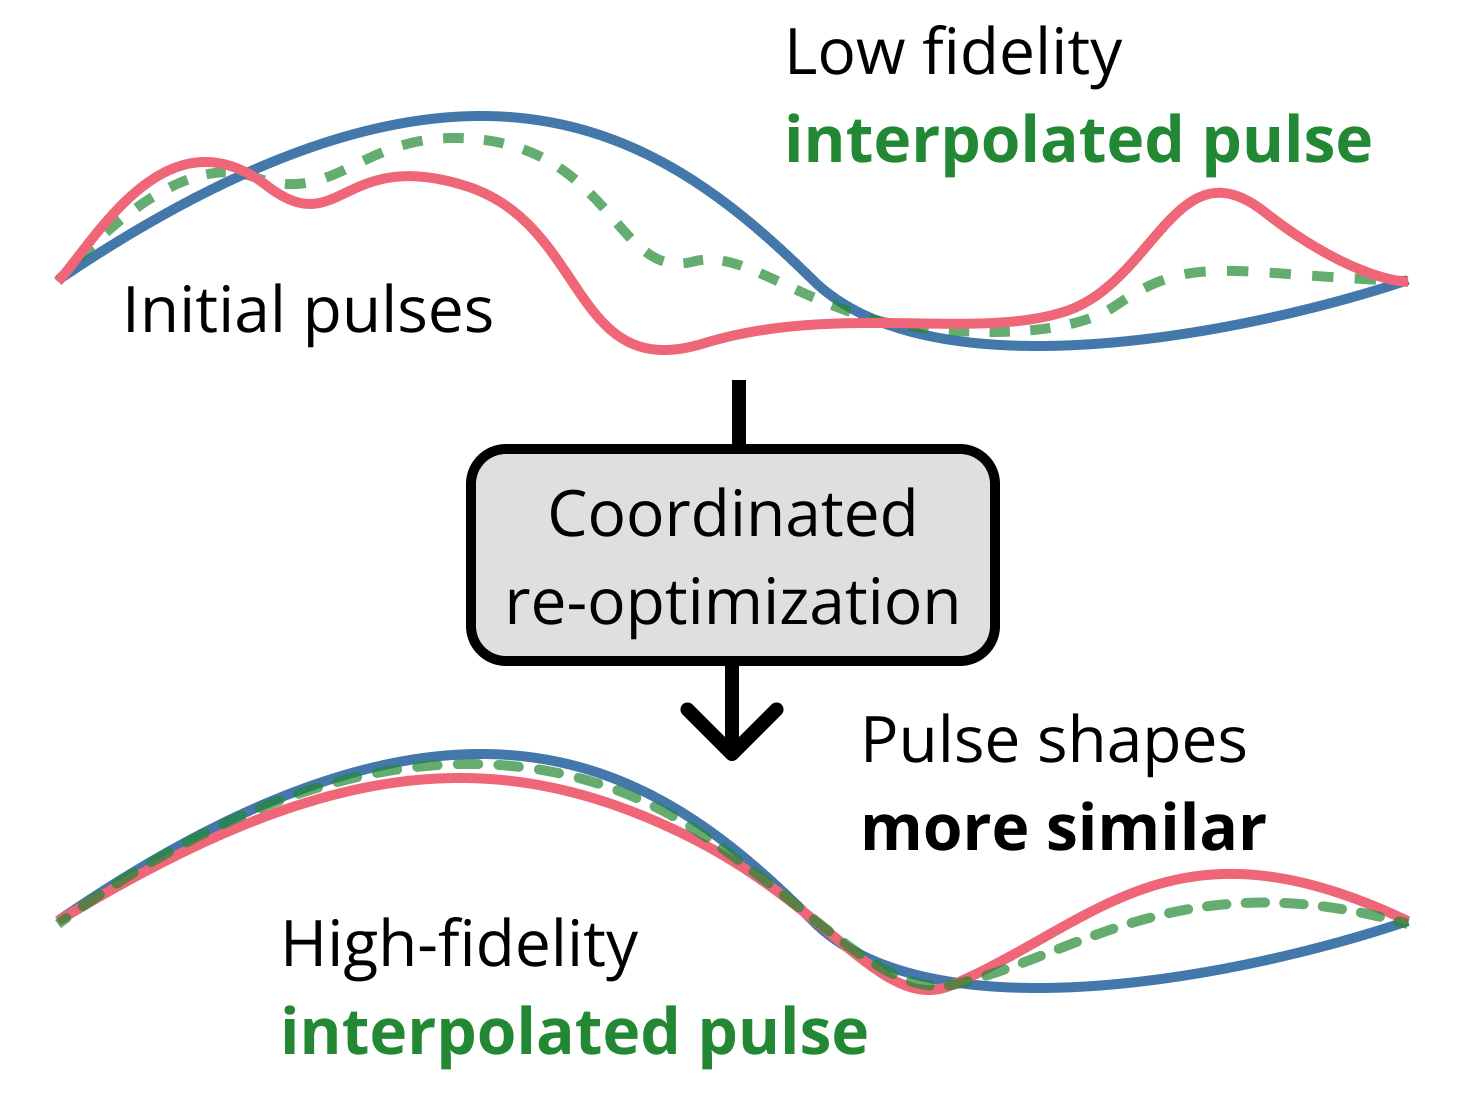 Low fidelity
interpolated pulse
Initial pulses
Coordinated
re-optimization
Pulse shapes
more similar
High-fidelity
interpolated pulse